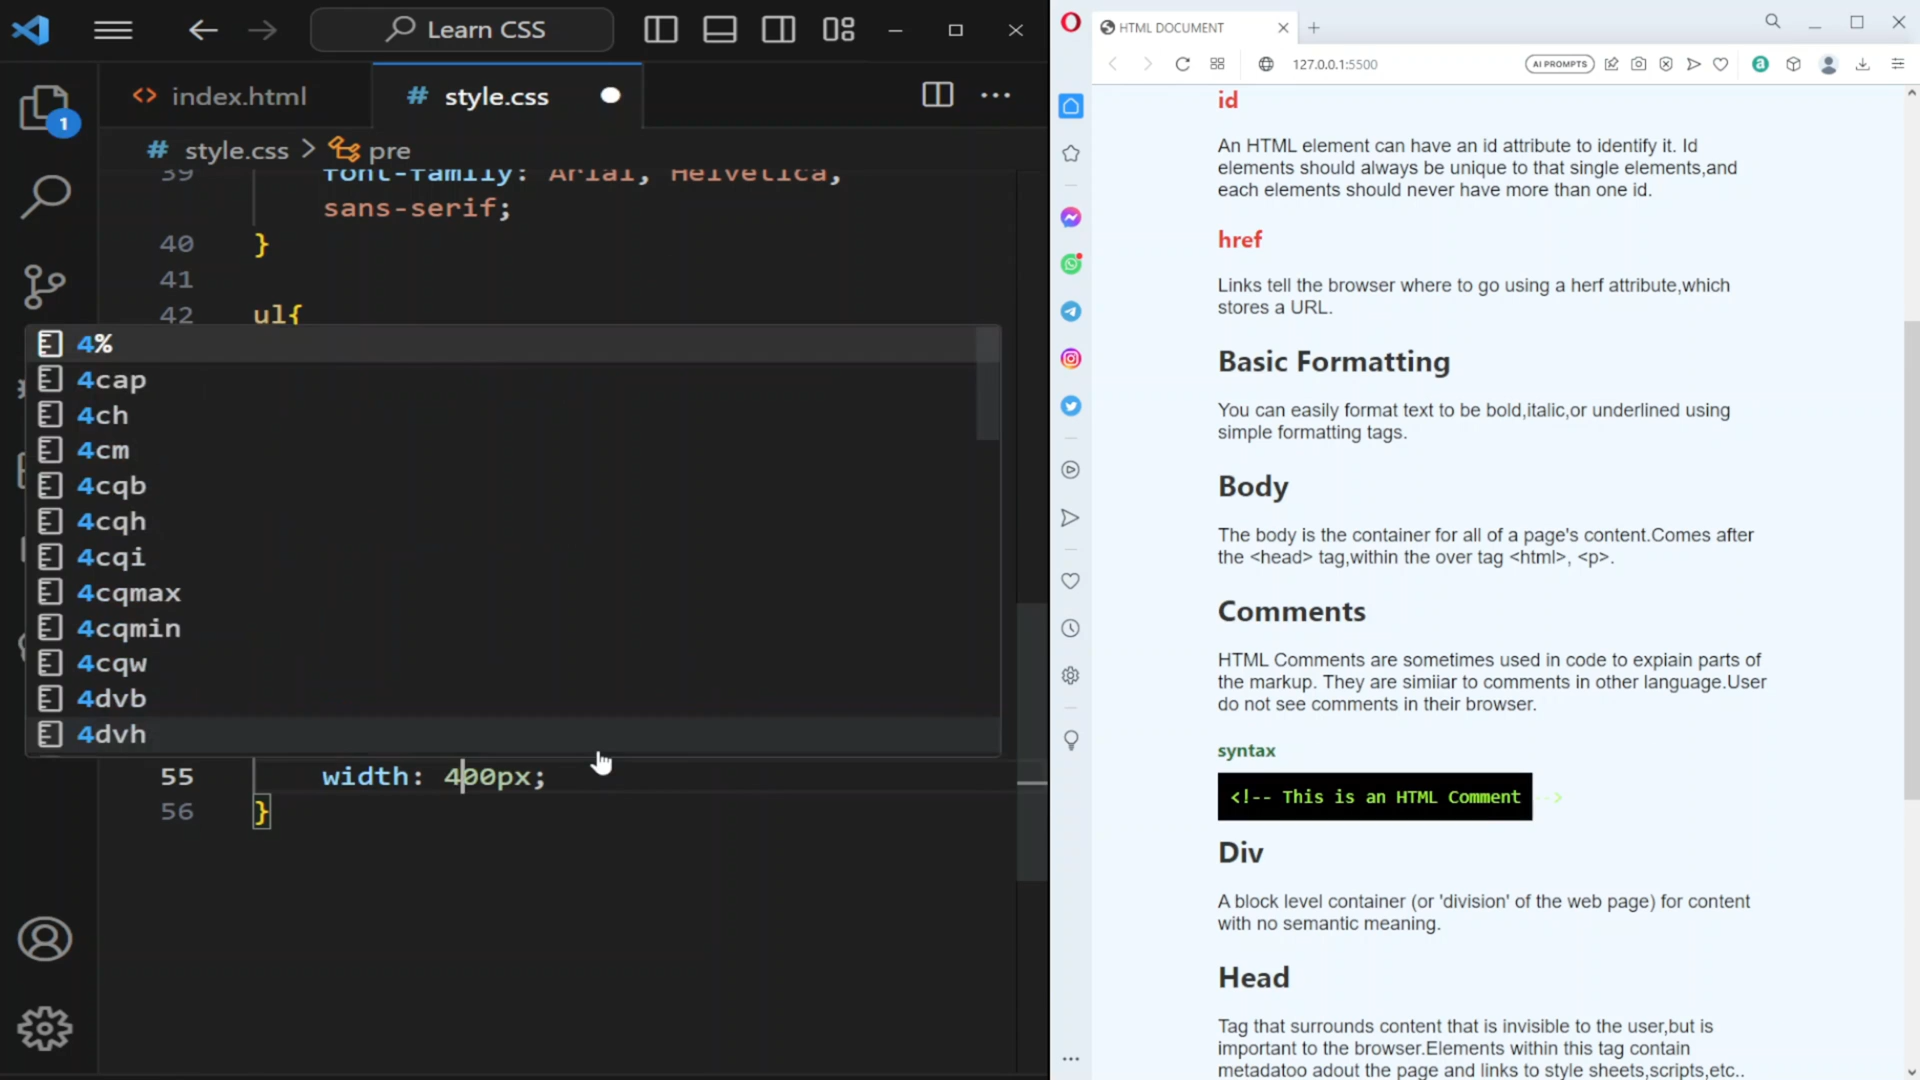 Learn CSS
index.html
# style.css
1
# style.css > pre
39 font-family: Arial, Helvetica,
sans-serif;
40 }
41
42 ul{
4%
4cap
4ch
4cm
4cqb
4cqh
4cqi
4cqmax
4cqmin
4cqw
4dvb
4dvh
55 width: 400px;
56 }
HTML DOCUMENT
127.0.0.1:5500
AI PROMPTS
a
id
An HTML element can have an id attribute to identify it. Id
elements should always be unique to that single elements,and
each elements should never have more than one id.
href
Links tell the browser where to go using a herf attribute,which
stores a URL.
Basic Formatting
You can easily format text to be bold,italic,or underlined using
simple formatting tags.
Body
The body is the container for all of a page's content.Comes after
the <head> tag,within the over tag <html>, <p>.
Comments
HTML Comments are sometimes used in code to expiain parts of
the markup. They are simiiar to comments in other language.User
do not see comments in their browser.
syntax
<!-- This is an HTML Comment -->
Div
A block level container (or 'division' of the web page) for content
with no semantic meaning.
Head
Tag that surrounds content that is invisible to the user,but is
important to the browser.Elements within this tag contain
metadatoo adout the page and links to style sheets,scripts,etc..